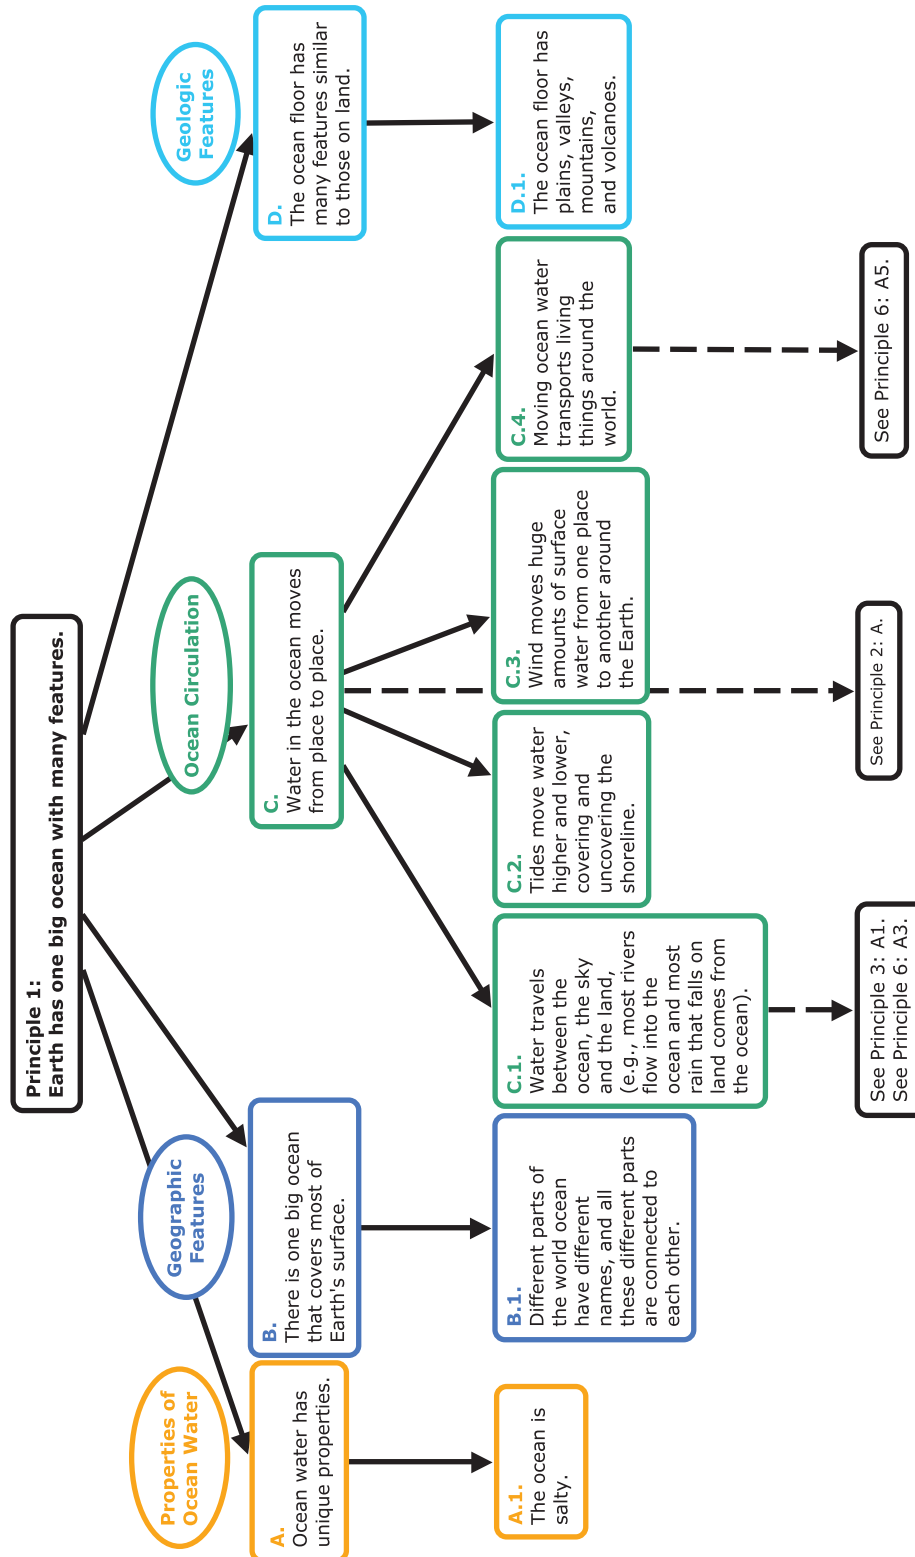 Principle 1:
Earth has one big ocean with many features.
Properties of
Ocean Water
Geographic
Features
Ocean Circulation
Geologic
Features
A.
Ocean water has
unique properties.
B.
There is one big ocean
that covers most of
Earth's surface.
C.
Water in the ocean moves
from place to place.
D.
The ocean floor has
many features similar
to those on land.
A.1.
The ocean is
salty.
B.1.
Different parts of
the world ocean
have different
names, and all
these different parts
are connected to
each other.
C.1.
Water travels
between the
ocean, the sky
and the land,
(e.g., most rivers
flow into the
ocean and most
rain that falls on
land comes from
the ocean).
C.2.
Tides move water
higher and lower,
covering and
uncovering the
shoreline.
C.3.
Wind moves huge
amounts of surface
water from one place
to another around
the Earth.
C.4.
Moving ocean water
transports living
things around the
world.
D.1.
The ocean floor has
plains, valleys,
mountains,
and volcanoes.
See Principle 3: A1.
See Principle 6: A3.
See Principle 2: A.
See Principle 6: A5.